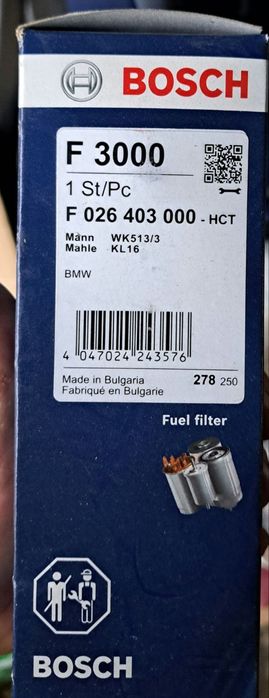 BOSCH
F 3000
1 St/Pc
F 026 403 000 - HCT
Mann WK513/3
Mahle KL16
BMW
4 047024 243576
Made in Bulgaria 278 250
Fabriqué en Bulgarie
Fuel filter
BOSCH